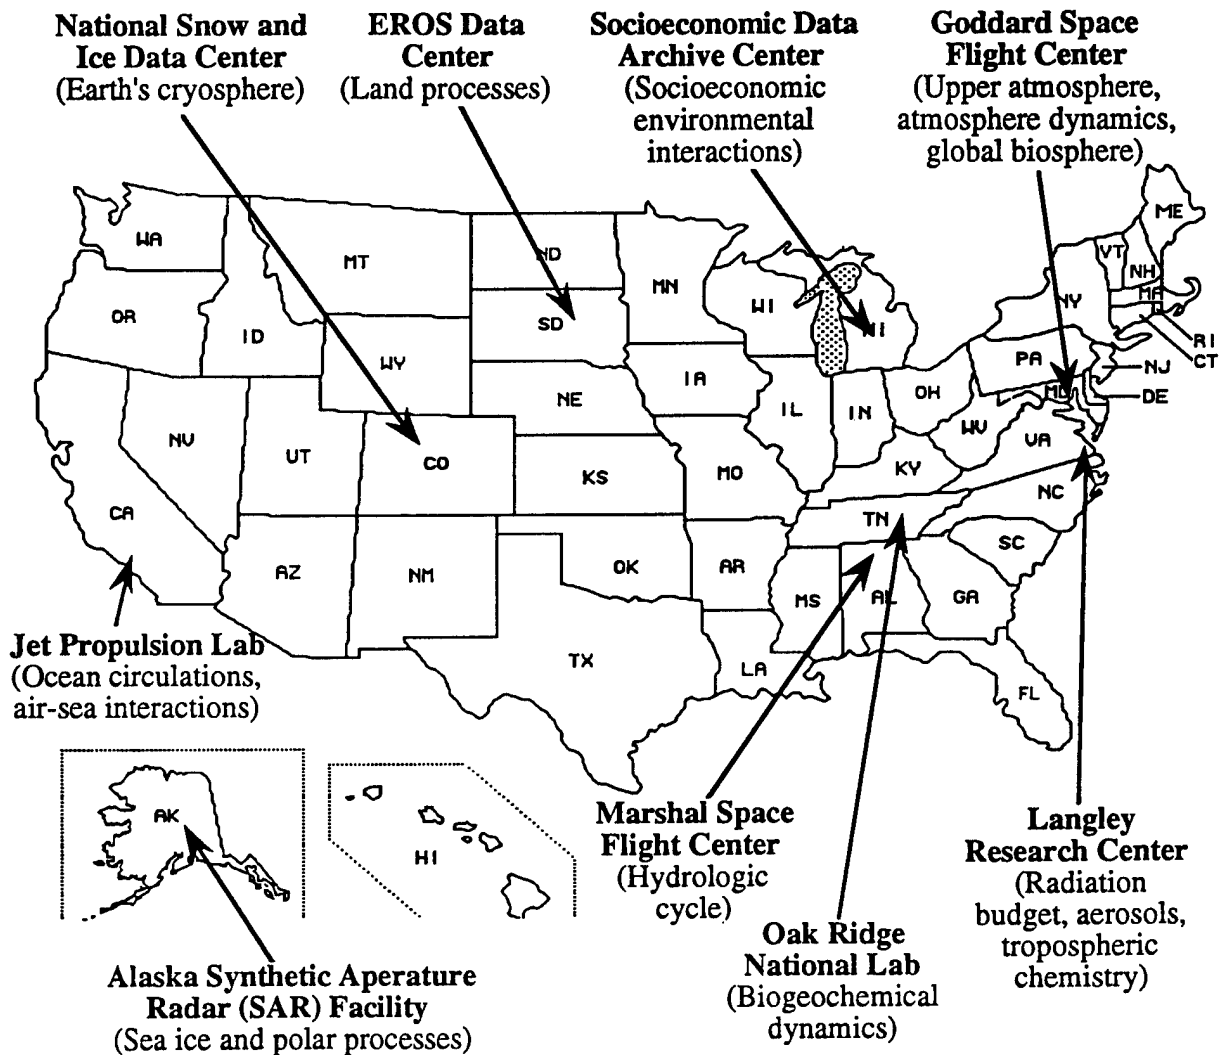 National Snow and
Ice Data Center
(Earth's cryosphere)
EROS Data
Center
(Land processes)
Socioeconomic Data
Archive Center
(Socioeconomic
environmental
interactions)
Goddard Space
Flight Center
(Upper atmosphere,
atmosphere dynamics,
global biosphere)
WA
MT
ND
MN
ME
VT
NH
OR
ID
SD
WI
MI
NY
MA
RI
CT
WY
IA
PA
NJ
NE
IL
IN
OH
MD
DE
NV
UT
CO
KS
MO
KY
WV
VA
CA
NC
TN
AZ
NM
OK
AR
SC
MS
AL
GA
TX
LA
FL
Jet Propulsion Lab
(Ocean circulations,
air-sea interactions)
AK
HI
Marshal Space
Flight Center
(Hydrologic
cycle)
Langley
Research Center
(Radiation
budget, aerosols,
tropospheric
chemistry)
Oak Ridge
National Lab
(Biogeochemical
dynamics)
Alaska Synthetic Aperature
Radar (SAR) Facility
(Sea ice and polar processes)